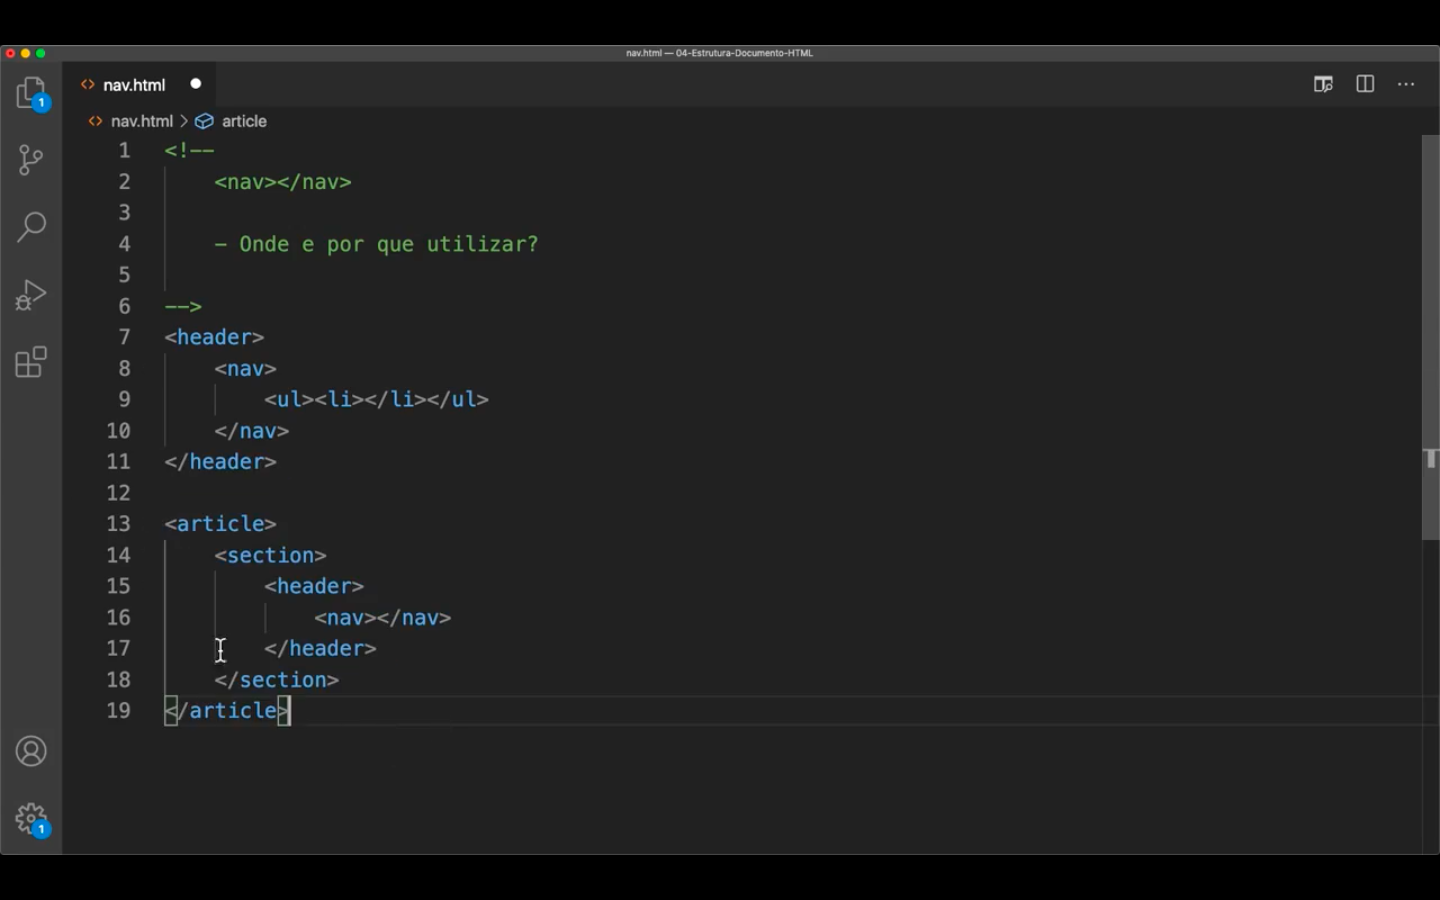 nav.html — 04-Estrutura-Documento-HTML
nav.html
nav.html > article
1 <!--
2 <nav></nav>
3
4 - Onde e por que utilizar?
5
6 -->
7 <header>
8 <nav>
9 <ul><li></li></ul>
10 </nav>
11 </header>
12
13 <article>
14 <section>
15 <header>
16 <nav></nav>
17 </header>
18 </section>
19 </article>
1
1
T